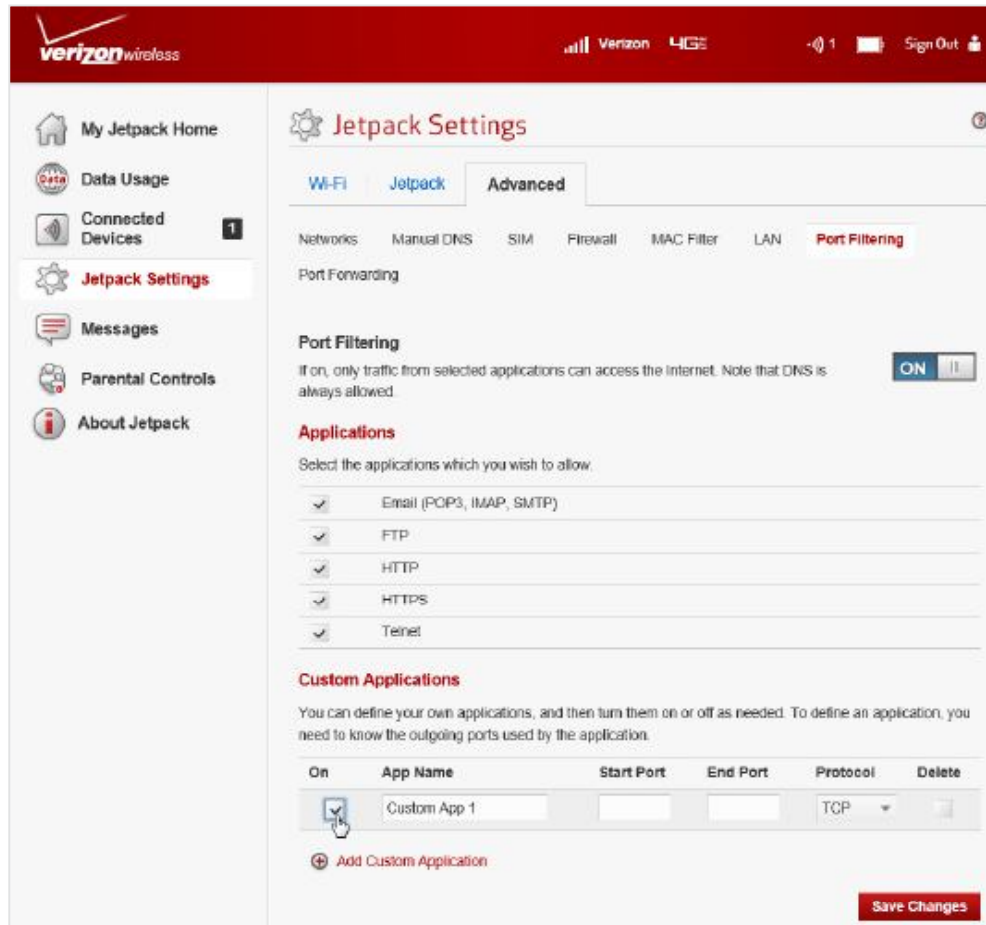 verizon wireless
Verizon 4GLTE 1 Sign Out
My Jetpack Home
Data Usage
Connected
Devices
1
Jetpack Settings
Messages
Parental Controls
About Jetpack
Jetpack Settings
Wi-Fi Jetpack Advanced
Networks Manual DNS SIM Firewall MAC Filter LAN Port Filtering
Port Forwarding
Port Filtering
If on, only traffic from selected applications can access the Internet. Note that DNS is
always allowed.
ON
Applications
Select the applications which you wish to allow.
Email (POP3, IMAP, SMTP)
FTP
HTTP
HTTPS
Telnet
Custom Applications
You can define your own applications, and then turn them on or off as needed. To define an application, you
need to know the outgoing ports used by the application.
On App Name Start Port End Port Protocol Delete
Custom App 1 TCP
Add Custom Application
Save Changes